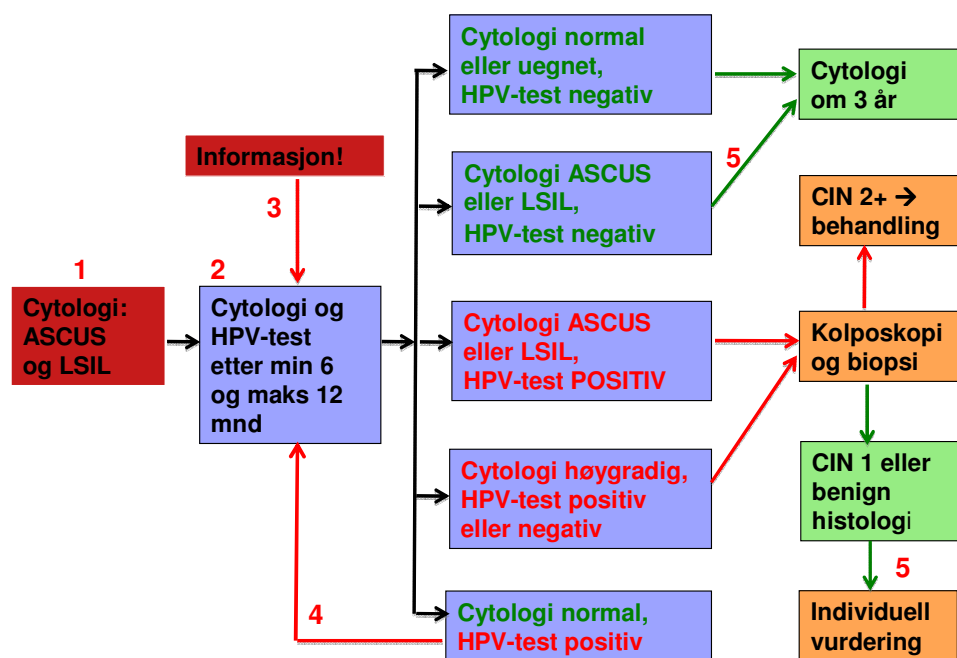 Cytologi normal
eller uegnet,
HPV-test negativ
Cytologi
om 3 år
Informasjon!
5
Cytologi ASCUS
eller LSIL,
HPV-test negativ
CIN 2+ →
behandling
3
1
2
Cytologi:
ASCUS
og LSIL
Cytologi og
HPV-test
etter min 6
og maks 12
mnd
Cytologi ASCUS
eller LSIL,
HPV-test POSITIV
Kolposkopi
og biopsi
Cytologi høygradig,
HPV-test positiv
eller negativ
CIN 1 eller
benign
histologi
5
4
Cytologi normal,
HPV-test positiv
Individuell
vurdering